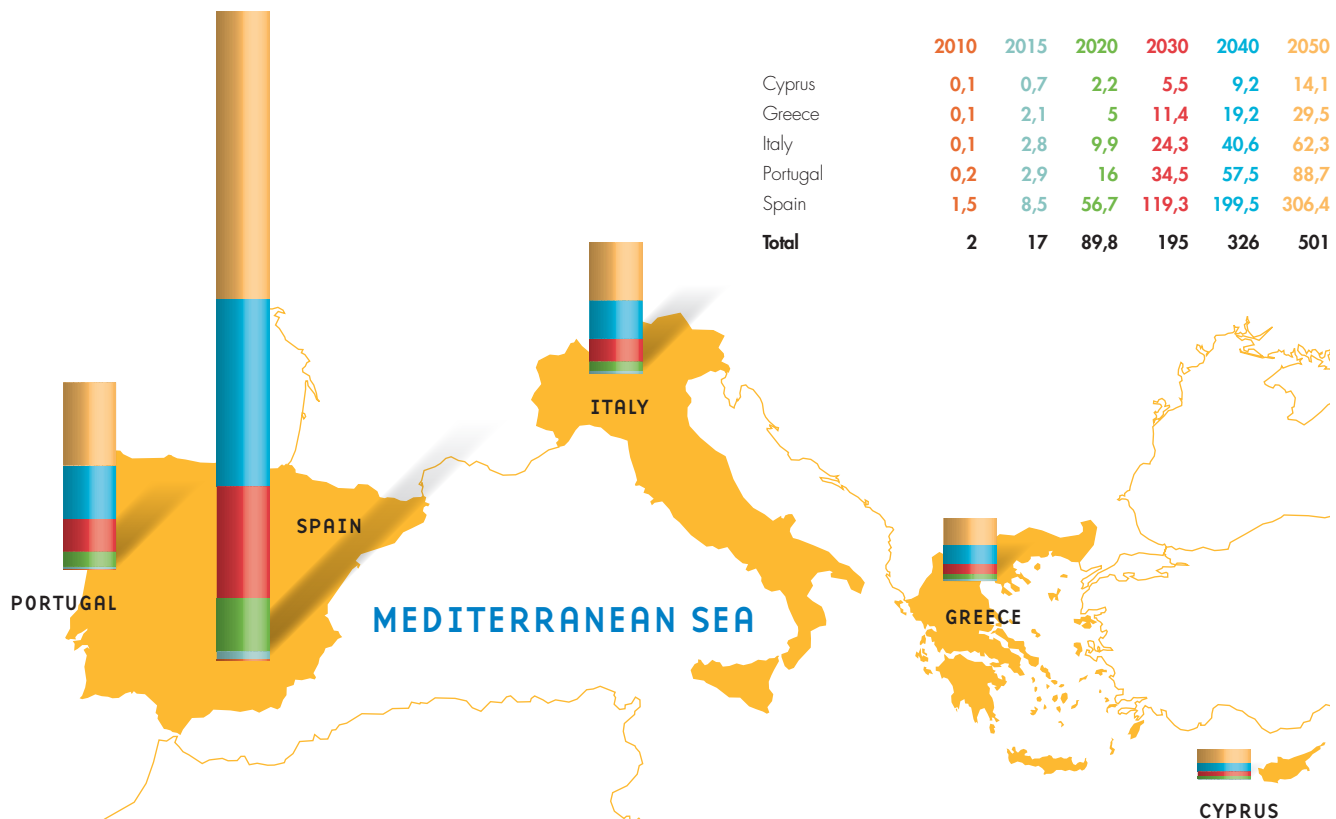 2010 2015 2020 2030 2040 2050
Cyprus 0,1 0,7 2,2 5,5 9,2 14,1
Greece 0,1 2,1 5 11,4 19,2 29,5
Italy 0,1 2,8 9,9 24,3 40,6 62,3
Portugal 0,2 2,9 16 34,5 57,5 88,7
Spain 1,5 8,5 56,7 119,3 199,5 306,4
Total 2 17 89,8 195 326 501
ITALY
SPAIN
PORTUGAL
MEDITERRANEAN SEA
GREECE
CYPRUS